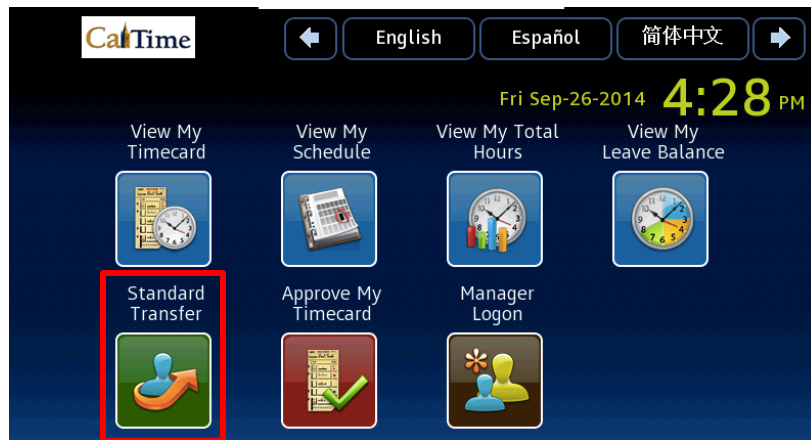 CalTime
English
Español
简体中文
Fri Sep-26-2014 4:28 PM
View My
Timecard
View My
Schedule
View My Total
Hours
View My
Leave Balance
Standard
Transfer
Approve My
Timecard
Manager
Logon